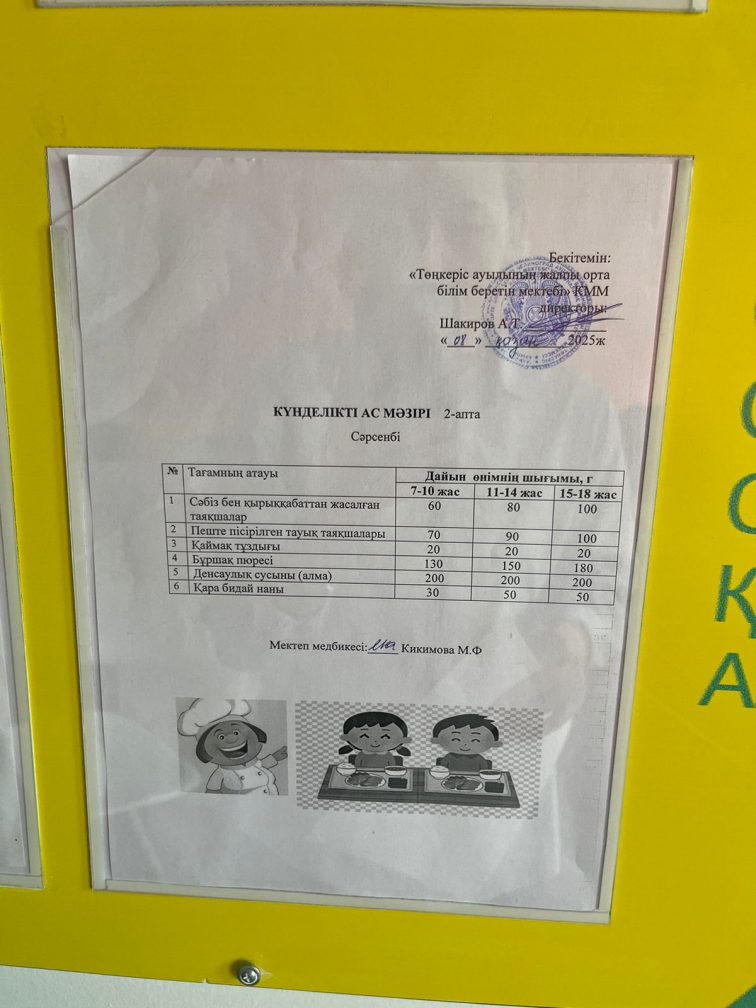 Бекітемін:
«Төңкеріс ауылының жалпы орта
білім беретін мектебі» КММ
директоры:
Шакиров А.Т.
« 08 » қазан 2025ж
КҮНДЕЛІКТІ АС МӘЗІРІ 2-апта
Сәрсенбі
№ Тағамның атауы Дайын өнімнің шығымы, г
7-10 жас 11-14 жас 15-18 жас
1 Сәбіз бен қырыққабаттан жасалған таяқшалар 60 80 100
2 Пеште пісірілген тауық таяқшалары 70 90 100
3 Қаймақ тұздығы 20 20 20
4 Бұршақ пюресі 130 150 180
5 Денсаулық сусыны (алма) 200 200 200
6 Қара бидай наны 30 50 50
Мектеп медбикесі: Кикимова М.Ф
Қ
А